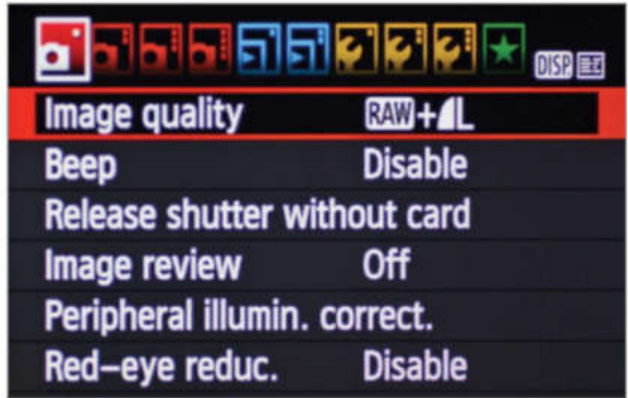 DISP.
Image quality RAW+L
Beep Disable
Release shutter without card
Image review Off
Peripheral illumin. correct.
Red-eye reduc. Disable